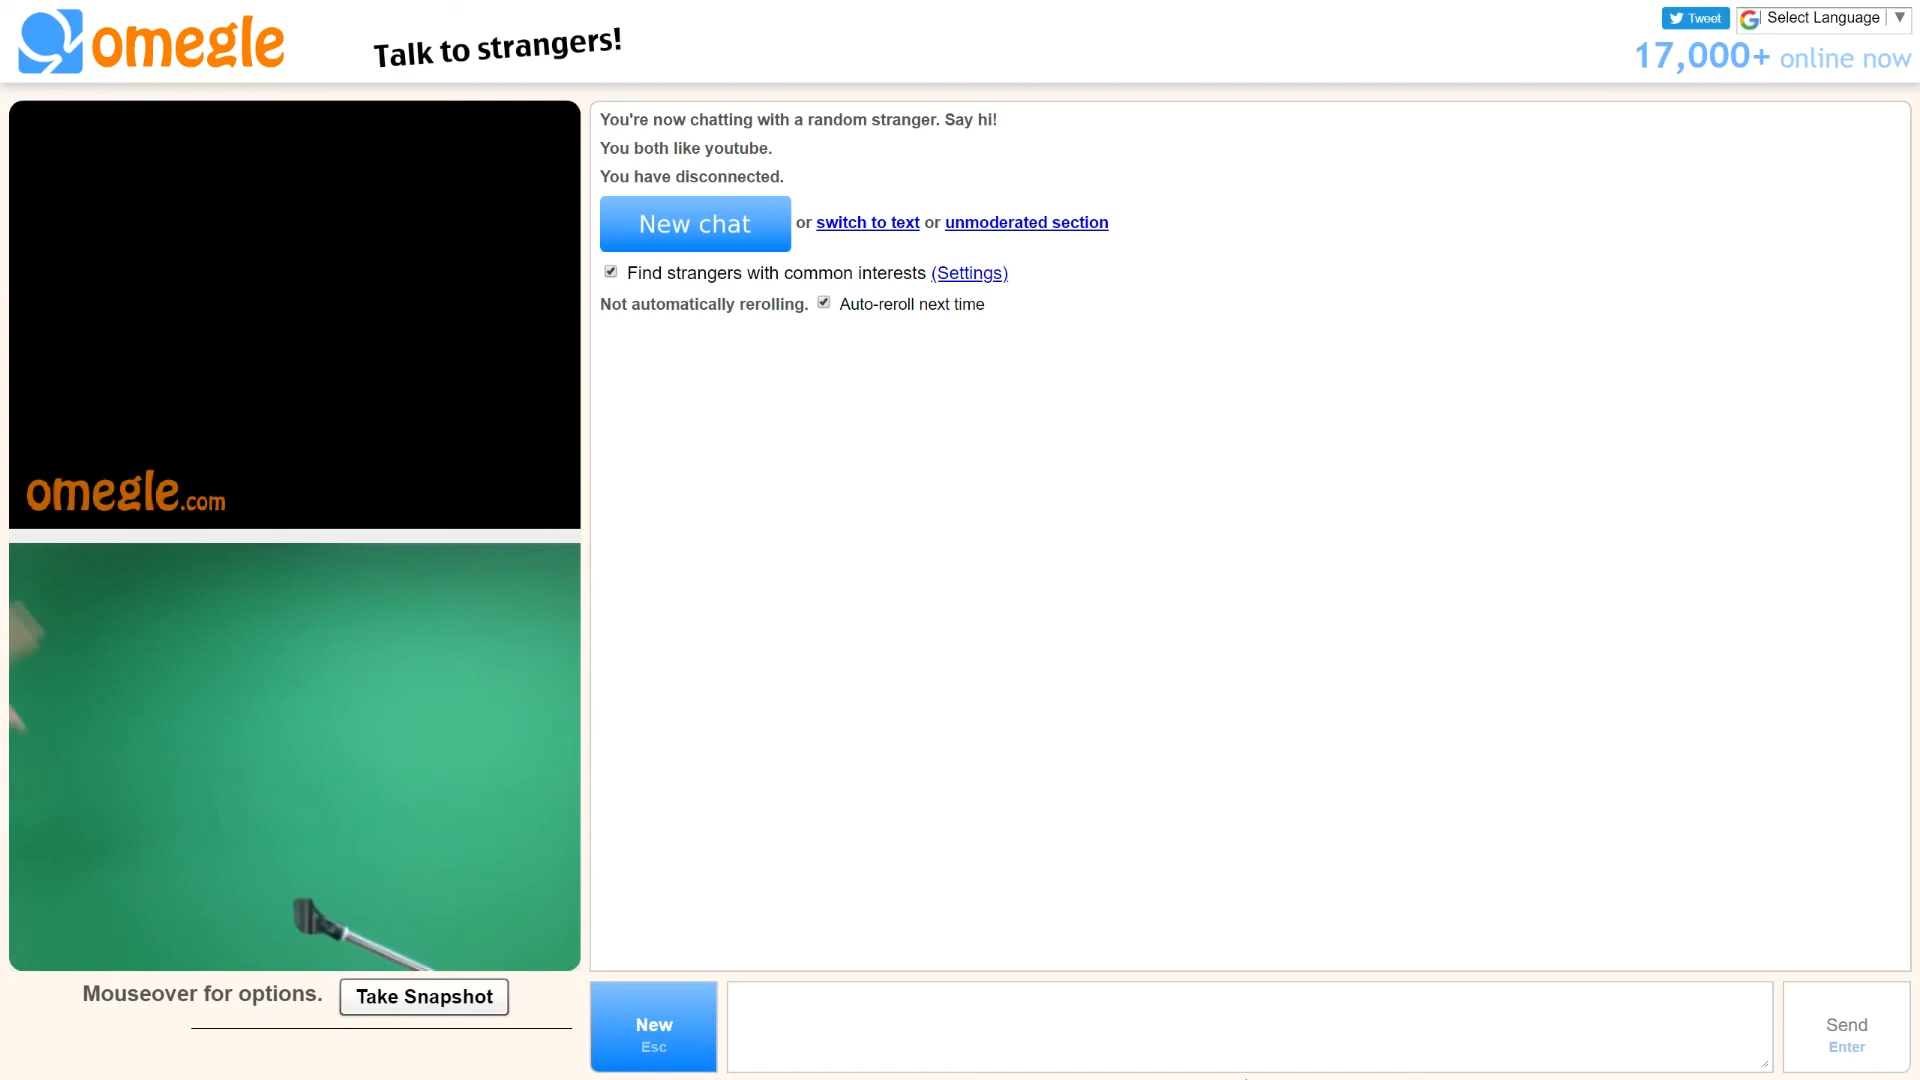 omegle
Talk to strangers!
Tweet
Select Language
17,000+ online now
You're now chatting with a random stranger. Say hi!
You both like youtube.
You have disconnected.
New chat or switch to text or unmoderated section
Find strangers with common interests (Settings)
Not automatically rerolling. Auto-reroll next time
omegle.com
Mouseover for options. Take Snapshot
New
Esc
Send
Enter